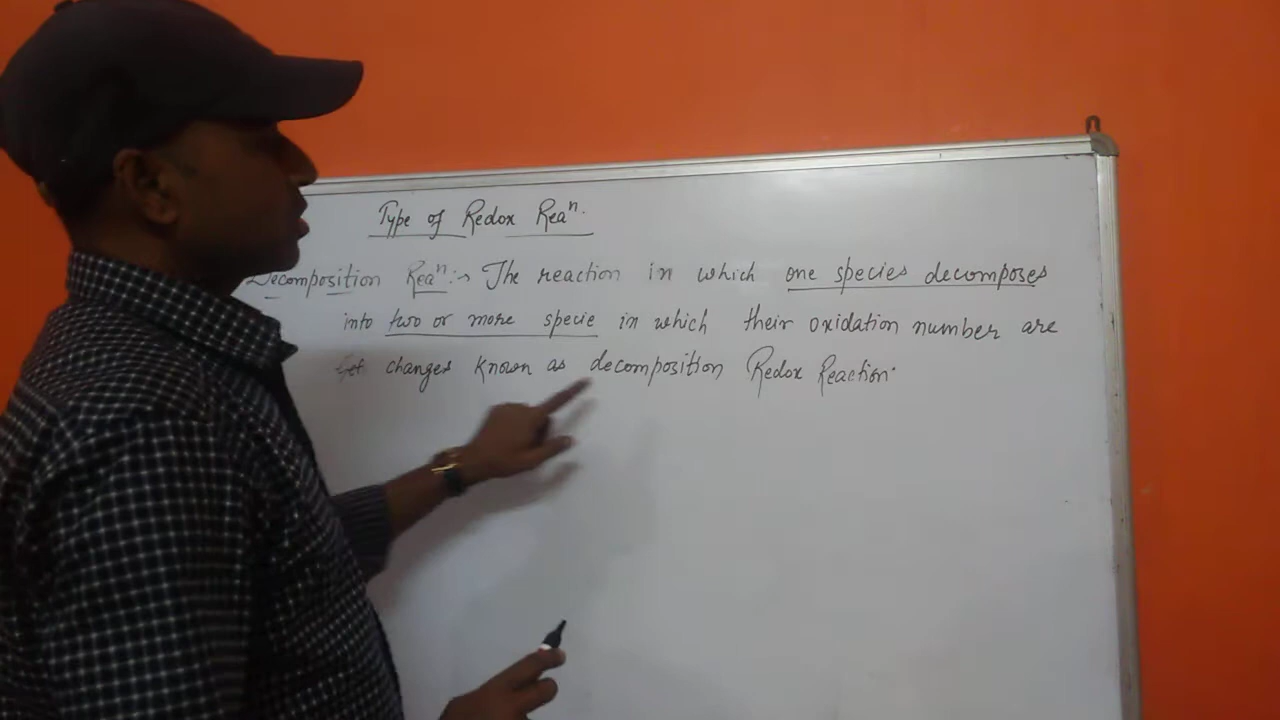 Type of Redox Reaⁿ.
Decomposition Reaⁿ:→ The reaction in which one species decomposes
into two or more specie in which their oxidation number are
Get changes known as decomposition Redox Reaction.